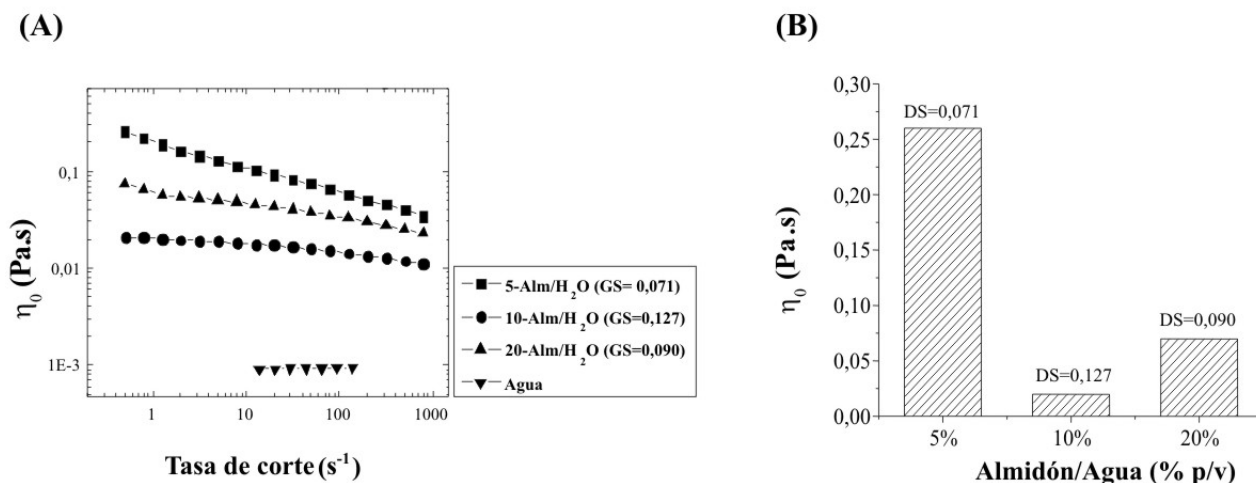 (A)
η₀ (Pa.s)
0,1
0,01
1E-3
1 10 100 1000
Tasa de corte (s⁻¹)
5-Alm/H₂O (GS= 0,071)
10-Alm/H₂O (GS=0,127)
20-Alm/H₂O (GS=0,090)
Agua
(B)
η₀ (Pa.s)
0,30
0,25
0,20
0,15
0,10
0,05
0,00
DS=0,071
DS=0,127
DS=0,090
5% 10% 20%
Almidón/Agua (% p/v)